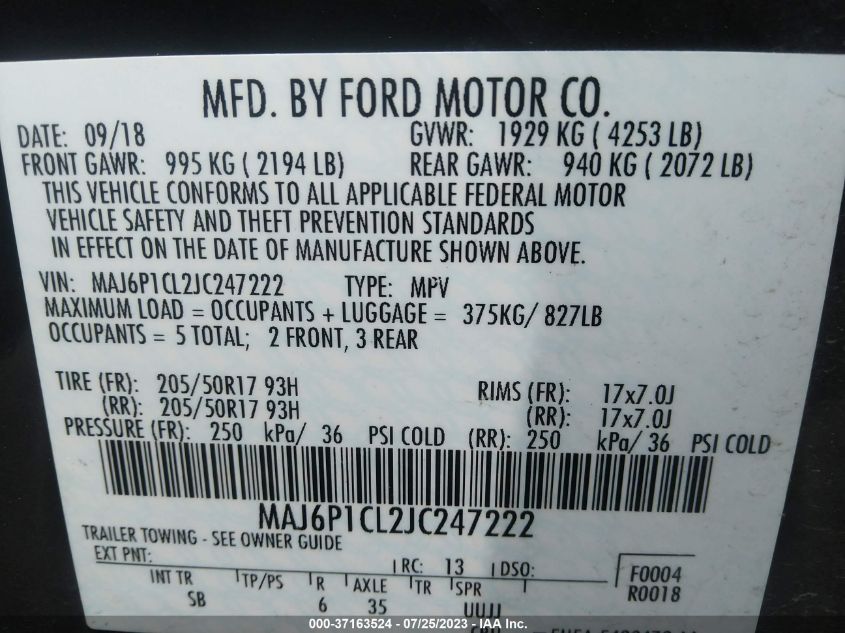 MFD. BY FORD MOTOR CO.
DATE: 09/18 GVWR: 1929 KG ( 4253 LB)
FRONT GAWR: 995 KG ( 2194 LB) REAR GAWR: 940 KG ( 2072 LB)
THIS VEHICLE CONFORMS TO ALL APPLICABLE FEDERAL MOTOR
VEHICLE SAFETY AND THEFT PREVENTION STANDARDS
IN EFFECT ON THE DATE OF MANUFACTURE SHOWN ABOVE.
VIN: MAJ6P1CL2JC247222 TYPE: MPV
MAXIMUM LOAD = OCCUPANTS + LUGGAGE = 375KG/ 827LB
OCCUPANTS = 5 TOTAL; 2 FRONT, 3 REAR
TIRE (FR): 205/50R17 93H RIMS (FR): 17x7.0J
(RR): 205/50R17 93H (RR): 17x7.0J
PRESSURE (FR): 250 kPa/ 36 PSI COLD (RR): 250 kPa/ 36 PSI COLD
MAJ6P1CL2JC247222
TRAILER TOWING - SEE OWNER GUIDE
EXT PNT: RC: 13 DSO: F0004
INT TR TP/PS R AXLE TR SPR R0018
SB 6 35 UUJJ
000-37163524 / 07/25/2023 - © IAA Inc.